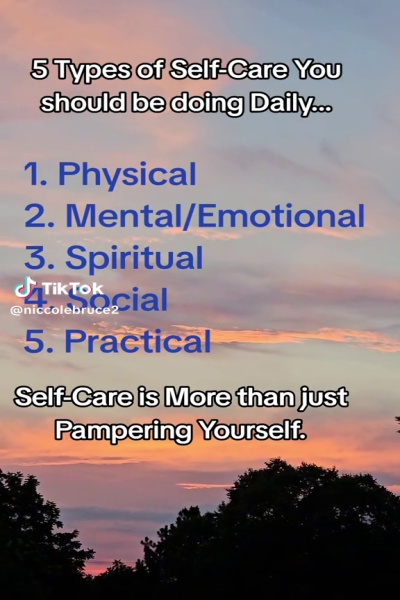 5 Types of Self-Care You
should be doing Daily...
1. Physical
2. Mental/Emotional
3. Spiritual
TikTok
4. Social
@niccolebruce2
5. Practical
Self-Care is More than just
Pampering Yourself.